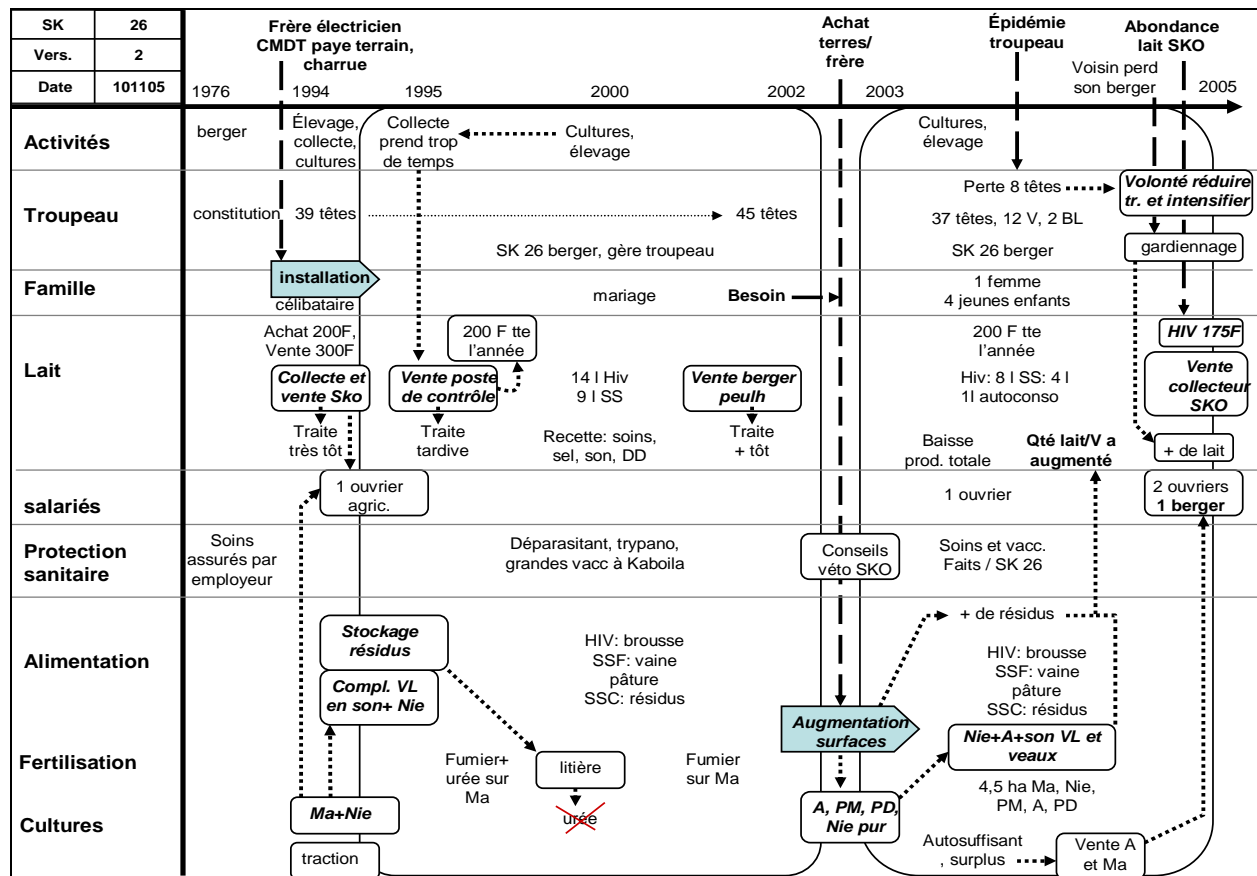 SK 26
Vers. 2
Date 101105
Frère électricien
CMDT paye terrain,
charrue
Achat
terres/
frère
Épidémie
troupeau
Abondance
lait SKO
Voisin perd
son berger
1976
1994
1995
2000
2002
2003
2005
Activités
berger
Élevage,
collecte,
cultures
Collecte
prend trop
de temps
Cultures,
élevage
Cultures,
élevage
Troupeau
constitution
39 têtes
45 têtes
SK 26 berger, gère troupeau
Perte 8 têtes
37 têtes, 12 V, 2 BL
SK 26 berger
Volonté réduire
tr. et intensifier
gardiennage
Famille
installation
célibataire
mariage
Besoin
1 femme
4 jeunes enfants
Lait
Achat 200F,
Vente 300F
Collecte et
vente Sko
Traite
très tôt
200 F tte
l’année
Vente poste
de contrôle
Traite
tardive
14 l Hiv
9 l SS
Recette: soins,
sel, son, DD
Vente berger
peulh
Traite
+ tôt
200 F tte
l’année
Hiv: 8 l SS: 4 l
1l autoconso
Baisse
prod. totale
Qté lait/V a
augmenté
HIV 175F
Vente
collecteur
SKO
+ de lait
salariés
1 ouvrier
agric.
1 ouvrier
2 ouvriers
1 berger
Protection
sanitaire
Soins
assurés par
employeur
Déparasitant, trypano,
grandes vacc à Kaboila
Conseils
véto SKO
Soins et vacc.
Faits / SK 26
Alimentation
Stockage
résidus
Compl. VL
en son+ Nie
HIV: brousse
SSF: vaine
pâture
SSC: résidus
+ de résidus
HIV: brousse
SSF: vaine
pâture
SSC: résidus
Augmentation
surfaces
Nie+A+son VL et
veaux
Fertilisation
Fumier+
urée sur
Ma
litière
urée
Fumier
sur Ma
Cultures
Ma+Nie
traction
A, PM, PD,
Nie pur
4,5 ha Ma, Nie,
PM, A, PD
Autosuffisant
, surplus
Vente A
et Ma